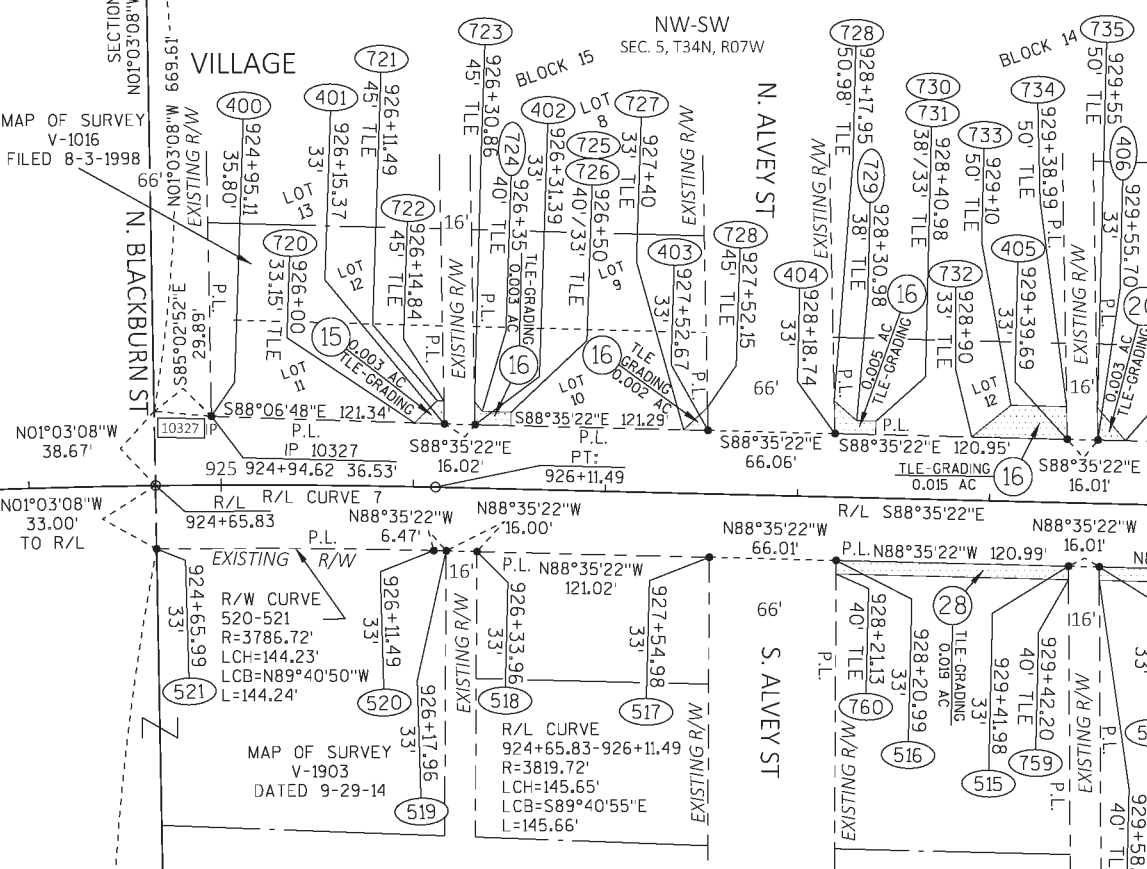 SECTION
N01°03'08"W
N01°03'08"W 669.16'
VILLAGE
NW-SW
SEC. 5, T34N, R07W
BLOCK 15
BLOCK 14
MAP OF SURVEY
V-1016
FILED 8-3-1998
66'
N. BLACKBURN ST
EXISTING R/W
P.L.
S85°02'52"E
29.89'
400
924+95.11
35.80'
401
926+15.37
33'
LOT
13
720
926+00
33.15' TLE
LOT
12
LOT
11
721
926+11.49
45' TLE
722
926+14.84
45' TLE
16'
EXISTING R/W
P.L.
P.L.
15
0.003 AC
TLE-GRADING
723
926+30.86
45' TLE
724
926+35
40' TLE
402
926+31.39
33'
0.003 AC
TLE-GRADING
16
LOT
8
725
726
926+50
40'/33' TLE
LOT
9
LOT
10
727
927+40
33' TLE
EXISTING R/W
P.L.
403
927+52.67
33'
728
927+52.15
45' TLE
16
TLE
GRADING
0.002 AC
N. ALVEY ST
66'
404
928+18.74
33'
EXISTING R/W
P.L.
728
928+17.95
50.98' TLE
729
928+30.98
38' TLE
16
0.005 AC
TLE-GRADING
730
731
928+40.98
38'/33' TLE
732
928+90
33' TLE
733
929+10
50' TLE
734
929+38.99
50' TLE
405
929+39.69
33'
LOT
12
P.L.
EXISTING R/W
16'
735
929+55
50' TLE
406
929+55.70
33'
P.L.
0.003 AC
TLE-GRADING
N01°03'08"W
38.67'
10327
IP
S88°06'48"E 121.34'
P.L.
IP 10327
924+94.62 36.53'
925
S88°35'22"E
16.02'
S88°35'22"E 121.29'
P.L.
PT:
926+11.49
S88°35'22"E
66.06'
P.L.
S88°35'22"E 120.95'
TLE-GRADING
0.015 AC
16
S88°35'22"E
16.01'
N01°03'08"W
33.00'
TO R/L
R/L
924+65.83
R/L CURVE 7
R/L S88°35'22"E
P.L.
EXISTING R/W
N88°35'22"W
6.47'
N88°35'22"W
16.00'
N88°35'22"W
121.02'
N88°35'22"W
66.01'
P.L. N88°35'22"W 120.99'
N88°35'22"W
16.01'
924+65.99
33'
521
R/W CURVE
520-521
R=3786.72'
LCH=144.23'
LCB=N89°40'50"W
L=144.24'
926+11.49
33'
520
926+17.96
33'
519
16'
EXISTING R/W
926+33.96
33'
518
927+54.98
33'
517
EXISTING R/W
MAP OF SURVEY
V-1903
DATED 9-29-14
R/L CURVE
924+65.83-926+11.49
R=3819.72'
LCH=145.65'
LCB=S89°40'55"E
L=145.66'
66'
S. ALVEY ST
P.L.
EXISTING R/W
928+21.13
40' TLE
760
928+20.99
33'
516
28
TLE-GRADING
0.019 AC
929+41.98
33'
515
929+42.20
40' TLE
759
P.L.
16'
EXISTING R/W
P.L.
33'
929+58.
40' TL